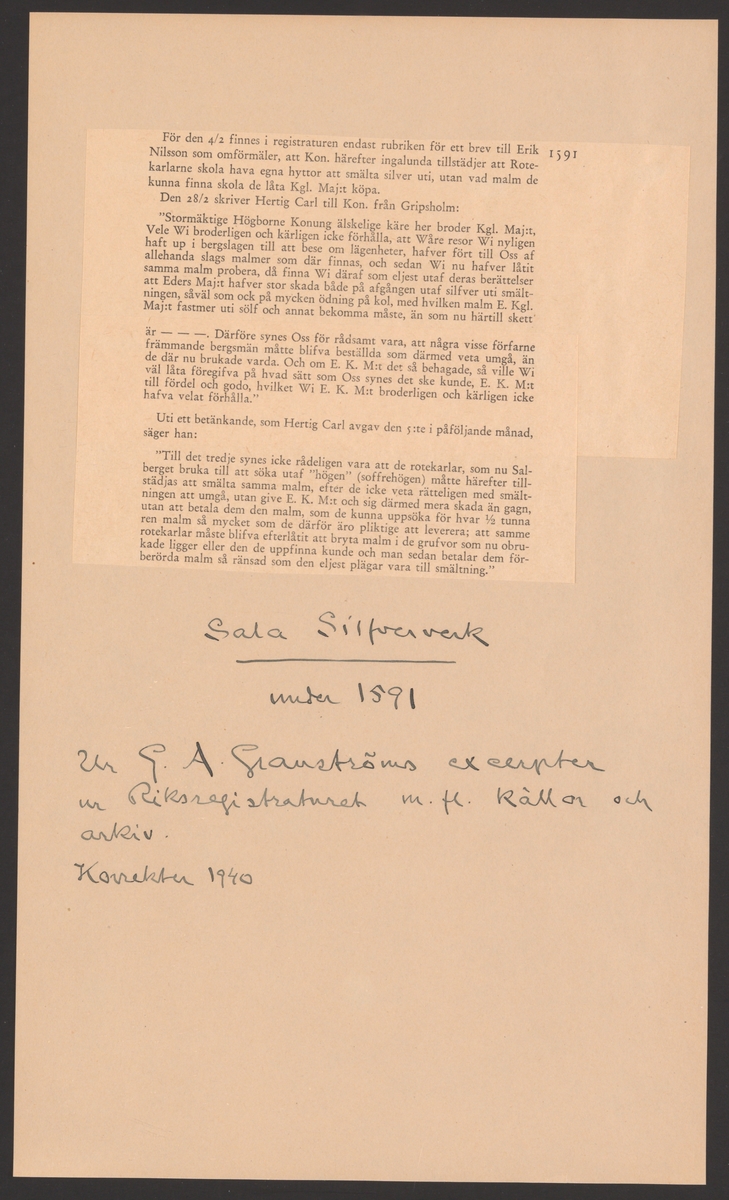 För den 4/2 finnes i registraturen endast rubriken för ett brev till Erik 1591
Nilsson som omförmäler, att Kon. härefter ingalunda tillstädjer att Rote-
karlarne skola hava egna hyttor att smälta silver uti, utan vad malm de
kunna finna skola de låta Kgl. Maj:t köpa.
Den 28/2 skriver Hertig Carl till Kon. från Gripsholm:
"Stormäktige Högborne Konung älskelige käre her broder Kgl. Maj:t,
Vele Wi broderligen och kärligen icke förhålla, att Wåre resor Wi nyligen
haft up i bergslagen till att bese om lägenheter, hafver fört till Oss af
allehanda slags malmer som där finnas, och sedan Wi nu hafver låtit
samma malm probera, då finna Wi däraf som eljest utaf deras berättelser
att Eders Maj:t hafver stor skada både på afgången utaf silfver uti smält-
ningen, såväl som ock på mycken ödning på kol, med hvilken malm E. Kgl.
Maj:t fastmer uti sölf och annat bekomma måste, än som nu härtill skett
är — — —. Därföre synes Oss för rådsamt vara, att några visse förfarne
främmande bergsmän måtte blifva beställda som därmed veta umgå, än
de där nu brukade varda. Och om E. K. M:t det så behagade, så ville Wi
väl låta föregifva på hvad sätt som Oss synes det ske kunde, E. K. M:t
till fördel och godo, hvilket Wi E. K. M:t broderligen och kärligen icke
hafva velat förhålla."
Uti ett betänkande, som Hertig Carl avgav den 5:te i påföljande månad,
säger han:
"Till det tredje synes icke rådeligen vara att de rotekarlar, som nu Sal-
berget bruka till att söka utaf "högen" (soffrehögen) måtte härefter till-
städjas att smälta samma malm, efter de icke veta rätteligen med smält-
ningen att umgå, utan give E. K. M:t och sig därmed mera skada än gagn,
utan att betala dem den malm, som de kunna uppsöka för hvar ½ tunna
ren malm så mycket som de därför äro pliktige att leverera; att samme
rotekarlar måste blifva efterlåtit att bryta malm i de grufvor som nu obru-
kade ligger eller den de uppfinna kunde och man sedan betalar dem för-
berörda malm så ränsad som den eljest plägar vara till smältning."
Sala Silfververk
under 1591
Ur G. A. Granströms excerpter
ur Riksregistraturet m. fl. källor och
arkiv.
Korrektur 1940